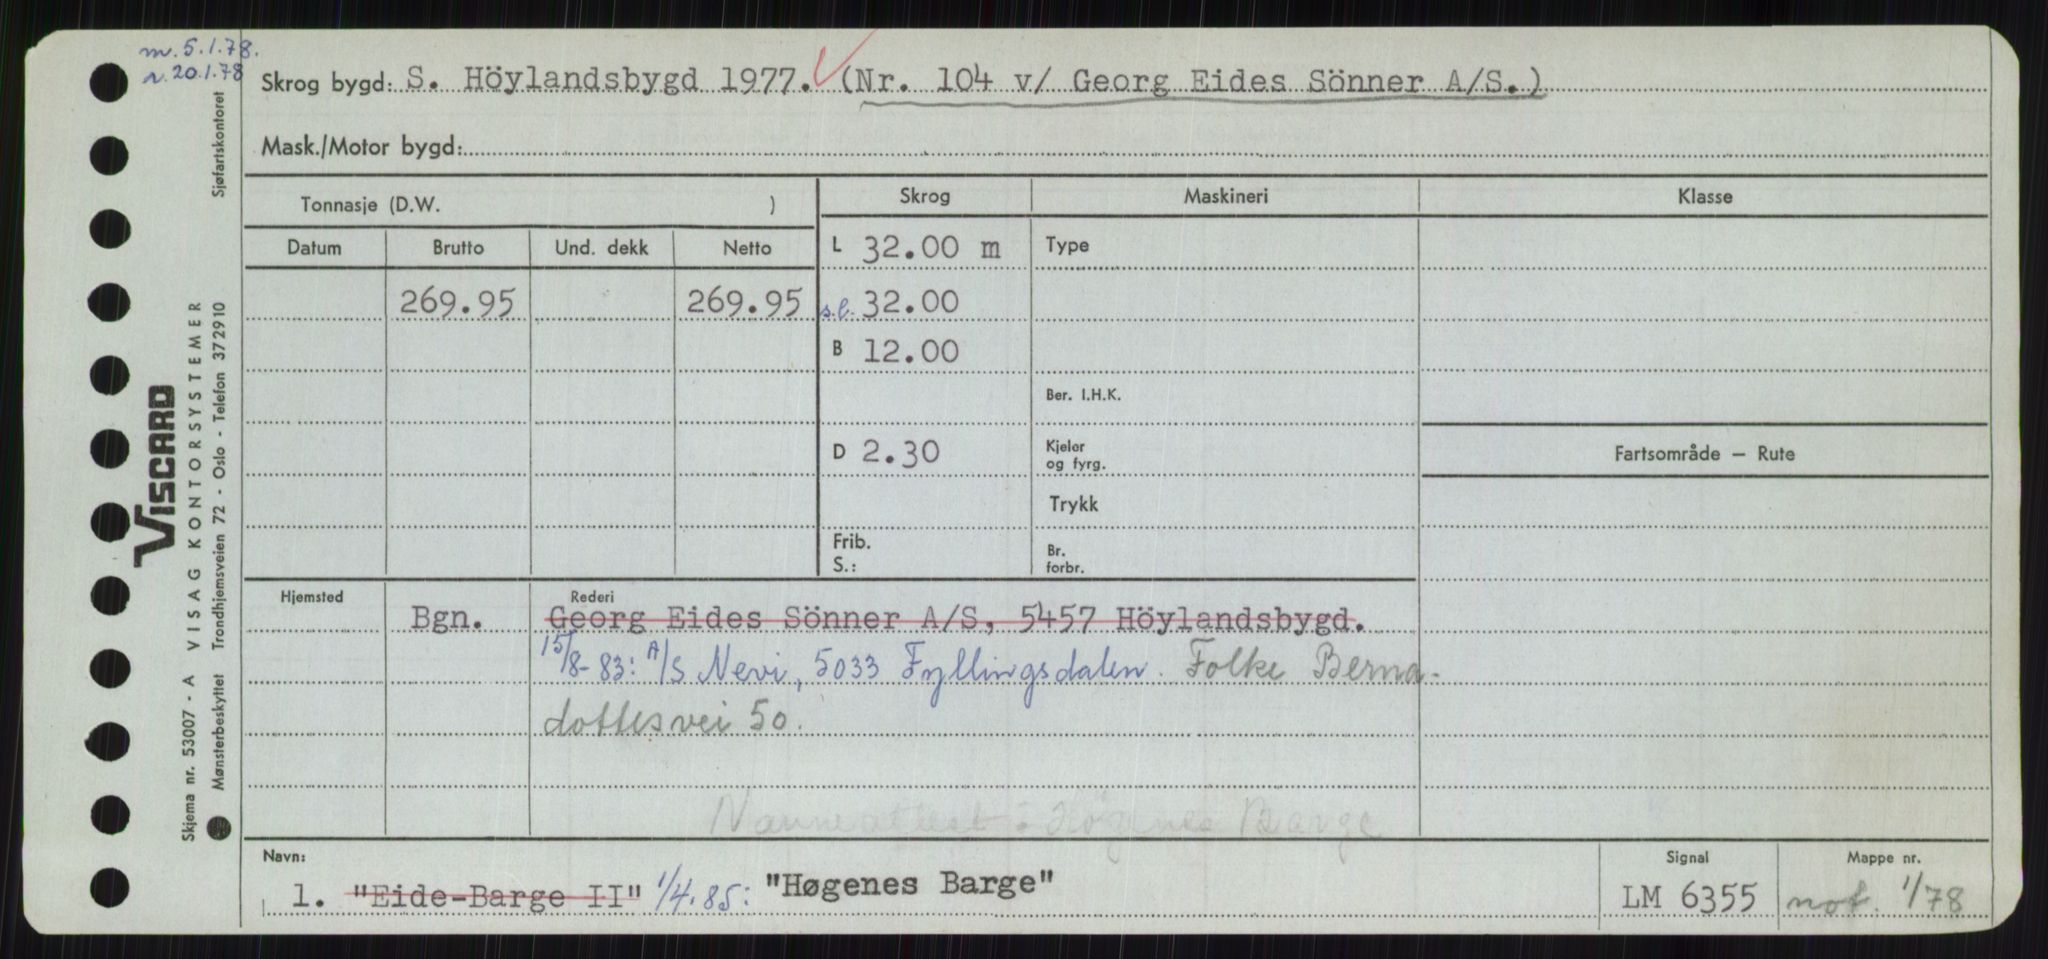 m. 5.1.78.
n. 20.1.78
Skrog bygd: S. Höylandsbygd 1977. (Nr. 104 v/ Georg Eides Sönner A/S.)
Mask./Motor bygd:
Tonnasje (D.W. )
Skrog Maskineri Klasse
Datum Brutto Und. dekk Netto
L 32.00 m Type
269.95 269.95 s.l. 32.00
B 12.00
Ber. I.H.K.
D 2.30 Kjeler
og fyrg.
Fartsområde – Rute
Trykk
Frib.
S.:
Br.
forbr.
Hjemsted Rederi
Bgn. Georg Eides Sönner A/S, 5457 Höylandsbygd.
15/8-83: A/S Nevi, 5033 Fyllingsdalen. Folke Berna-
dottesvei 50.
Høgenes Barge
Navn: Signal Mappe nr.
1. "Eide-Barge II" 1/4.85: "Høgenes Barge" LM 6355 not. 1/78
Sjøfartskontoret
VISCARD
VISAG KONTORSYSTEMER
Trondhjemsveien 72 - Oslo - Telefon 372910
Skjema nr. 53007 - A
Mønsterbeskyttet